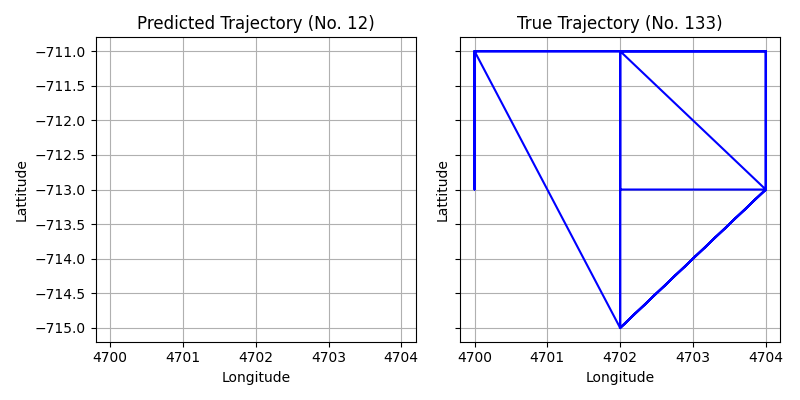 Predicted Trajectory (No. 12)
True Trajectory (No. 133)
Lattitude
−711.0
−711.5
−712.0
−712.5
−713.0
−713.5
−714.0
−714.5
−715.0
4700 4701 4702 4703 4704
Longitude
Lattitude
4700 4701 4702 4703 4704
Longitude